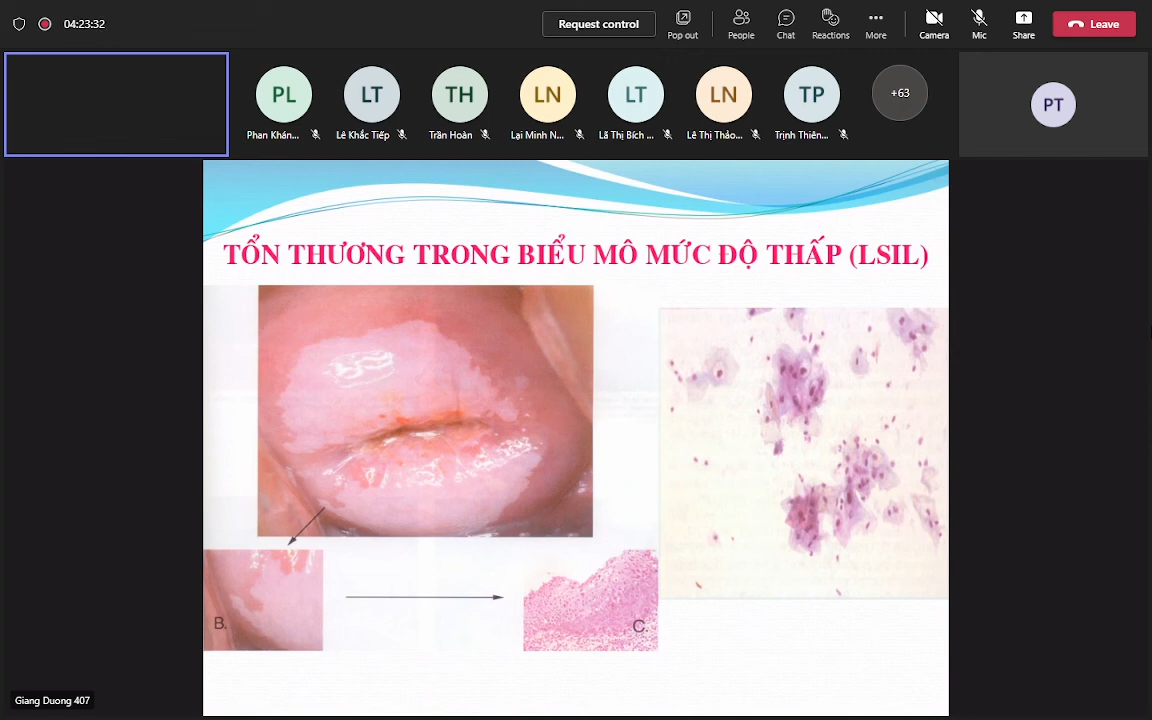 04:23:32
Request control
Pop out
People
Chat
Reactions
More
Camera
Mic
Share
Leave
PL
LT
TH
LN
LT
LN
TP
+63
PT
Phan Khán...
Lê Khắc Tiếp
Trần Hoàn
Lại Minh N...
Lã Thị Bích ...
Lê Thị Thảo...
Trịnh Thiên...
TỔN THƯƠNG TRONG BIỂU MÔ MỨC ĐỘ THẤP (LSIL)
B.
C.
Giang Duong 407